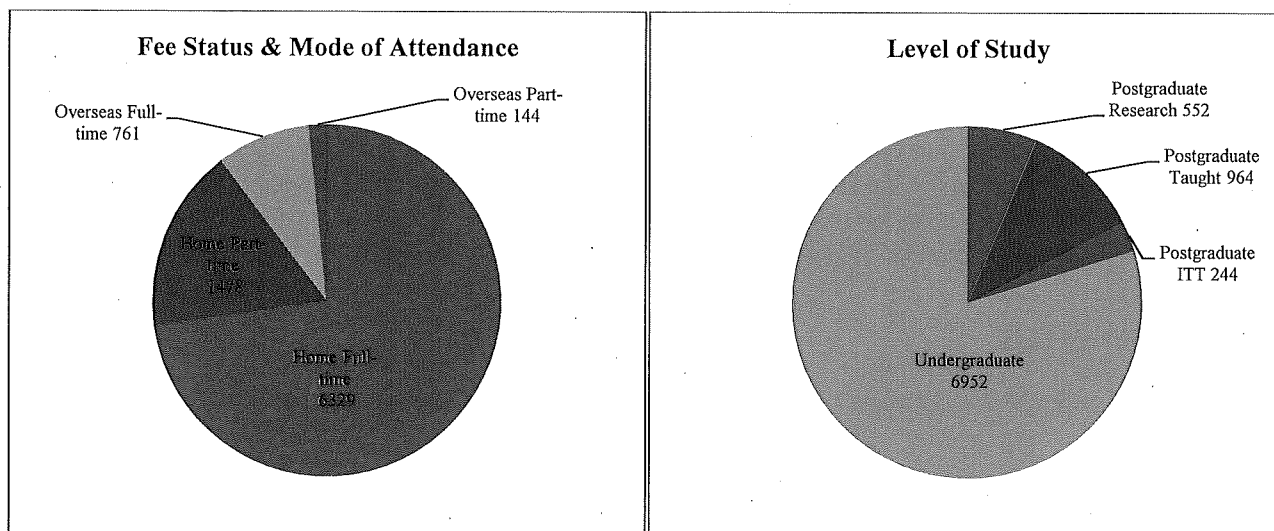 Fee Status & Mode of Attendance
Overseas Full-
time 761
Overseas Part-
time 144
Home Part-
time
1478
Home Full-
time
6329
Level of Study
Postgraduate
Research 552
Postgraduate
Taught 964
Postgraduate
ITT 244
Undergraduate
6952